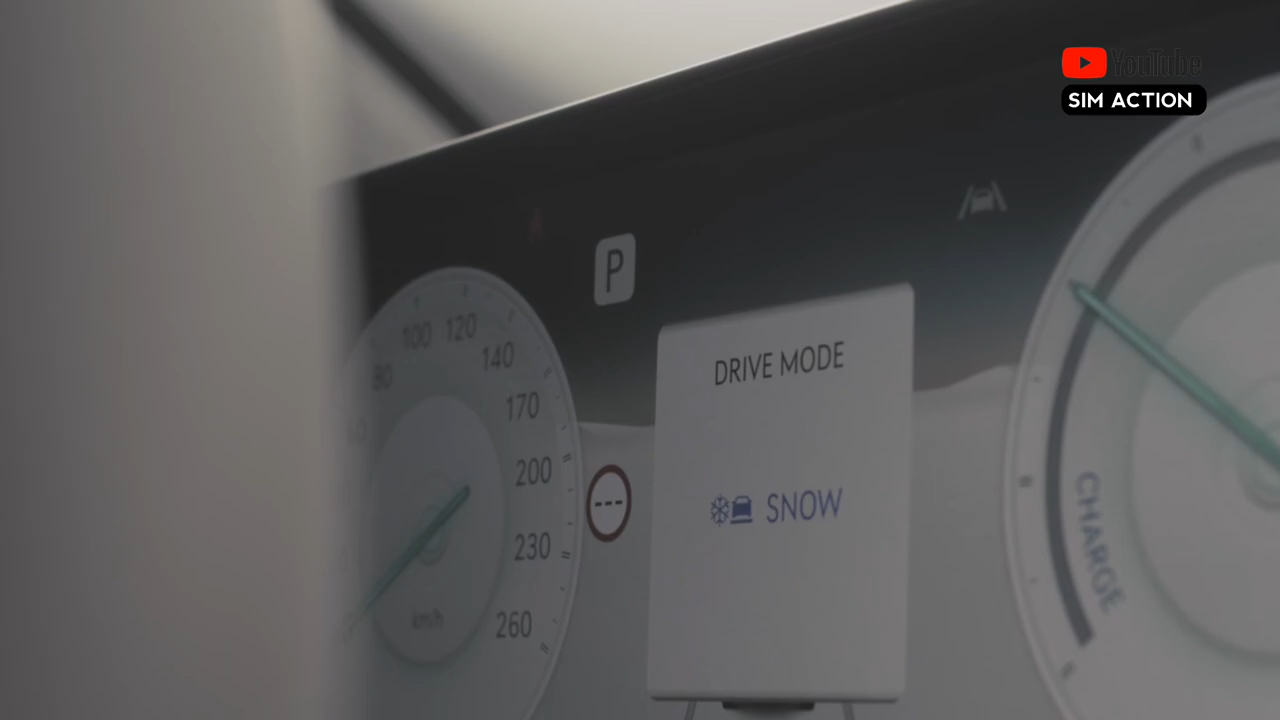 YouTube
SIM ACTION
P
DRIVE MODE
SNOW
80
100
120
140
170
200
230
260
km/h
---
CHARGE